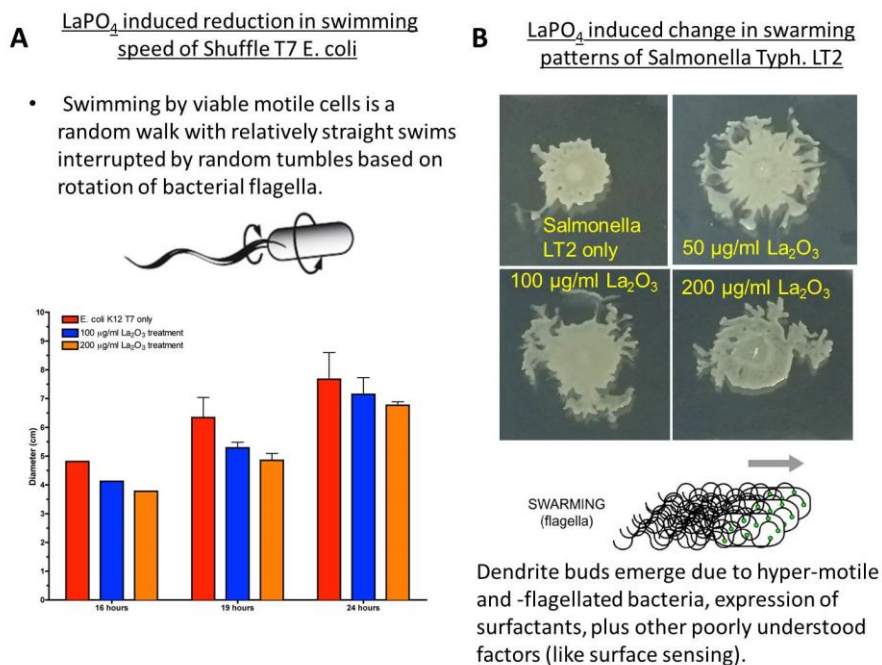 A
LaPO4 induced reduction in swimming
speed of Shuffle T7 E. coli
• Swimming by viable motile cells is a
random walk with relatively straight swims
interrupted by random tumbles based on
rotation of bacterial flagella.
E. coli K12 T7 only
100 µg/ml La2O3 treatment
200 µg/ml La2O3 treatment
Diameter (cm)
10
9
8
7
6
5
4
3
2
1
0
16 hours 19 hours 24 hours
B
LaPO4 induced change in swarming
patterns of Salmonella Typh. LT2
Salmonella
LT2 only
50 µg/ml La2O3
100 µg/ml La2O3
200 µg/ml La2O3
SWARMING
(flagella)
Dendrite buds emerge due to hyper-motile
and -flagellated bacteria, expression of
surfactants, plus other poorly understood
factors (like surface sensing).